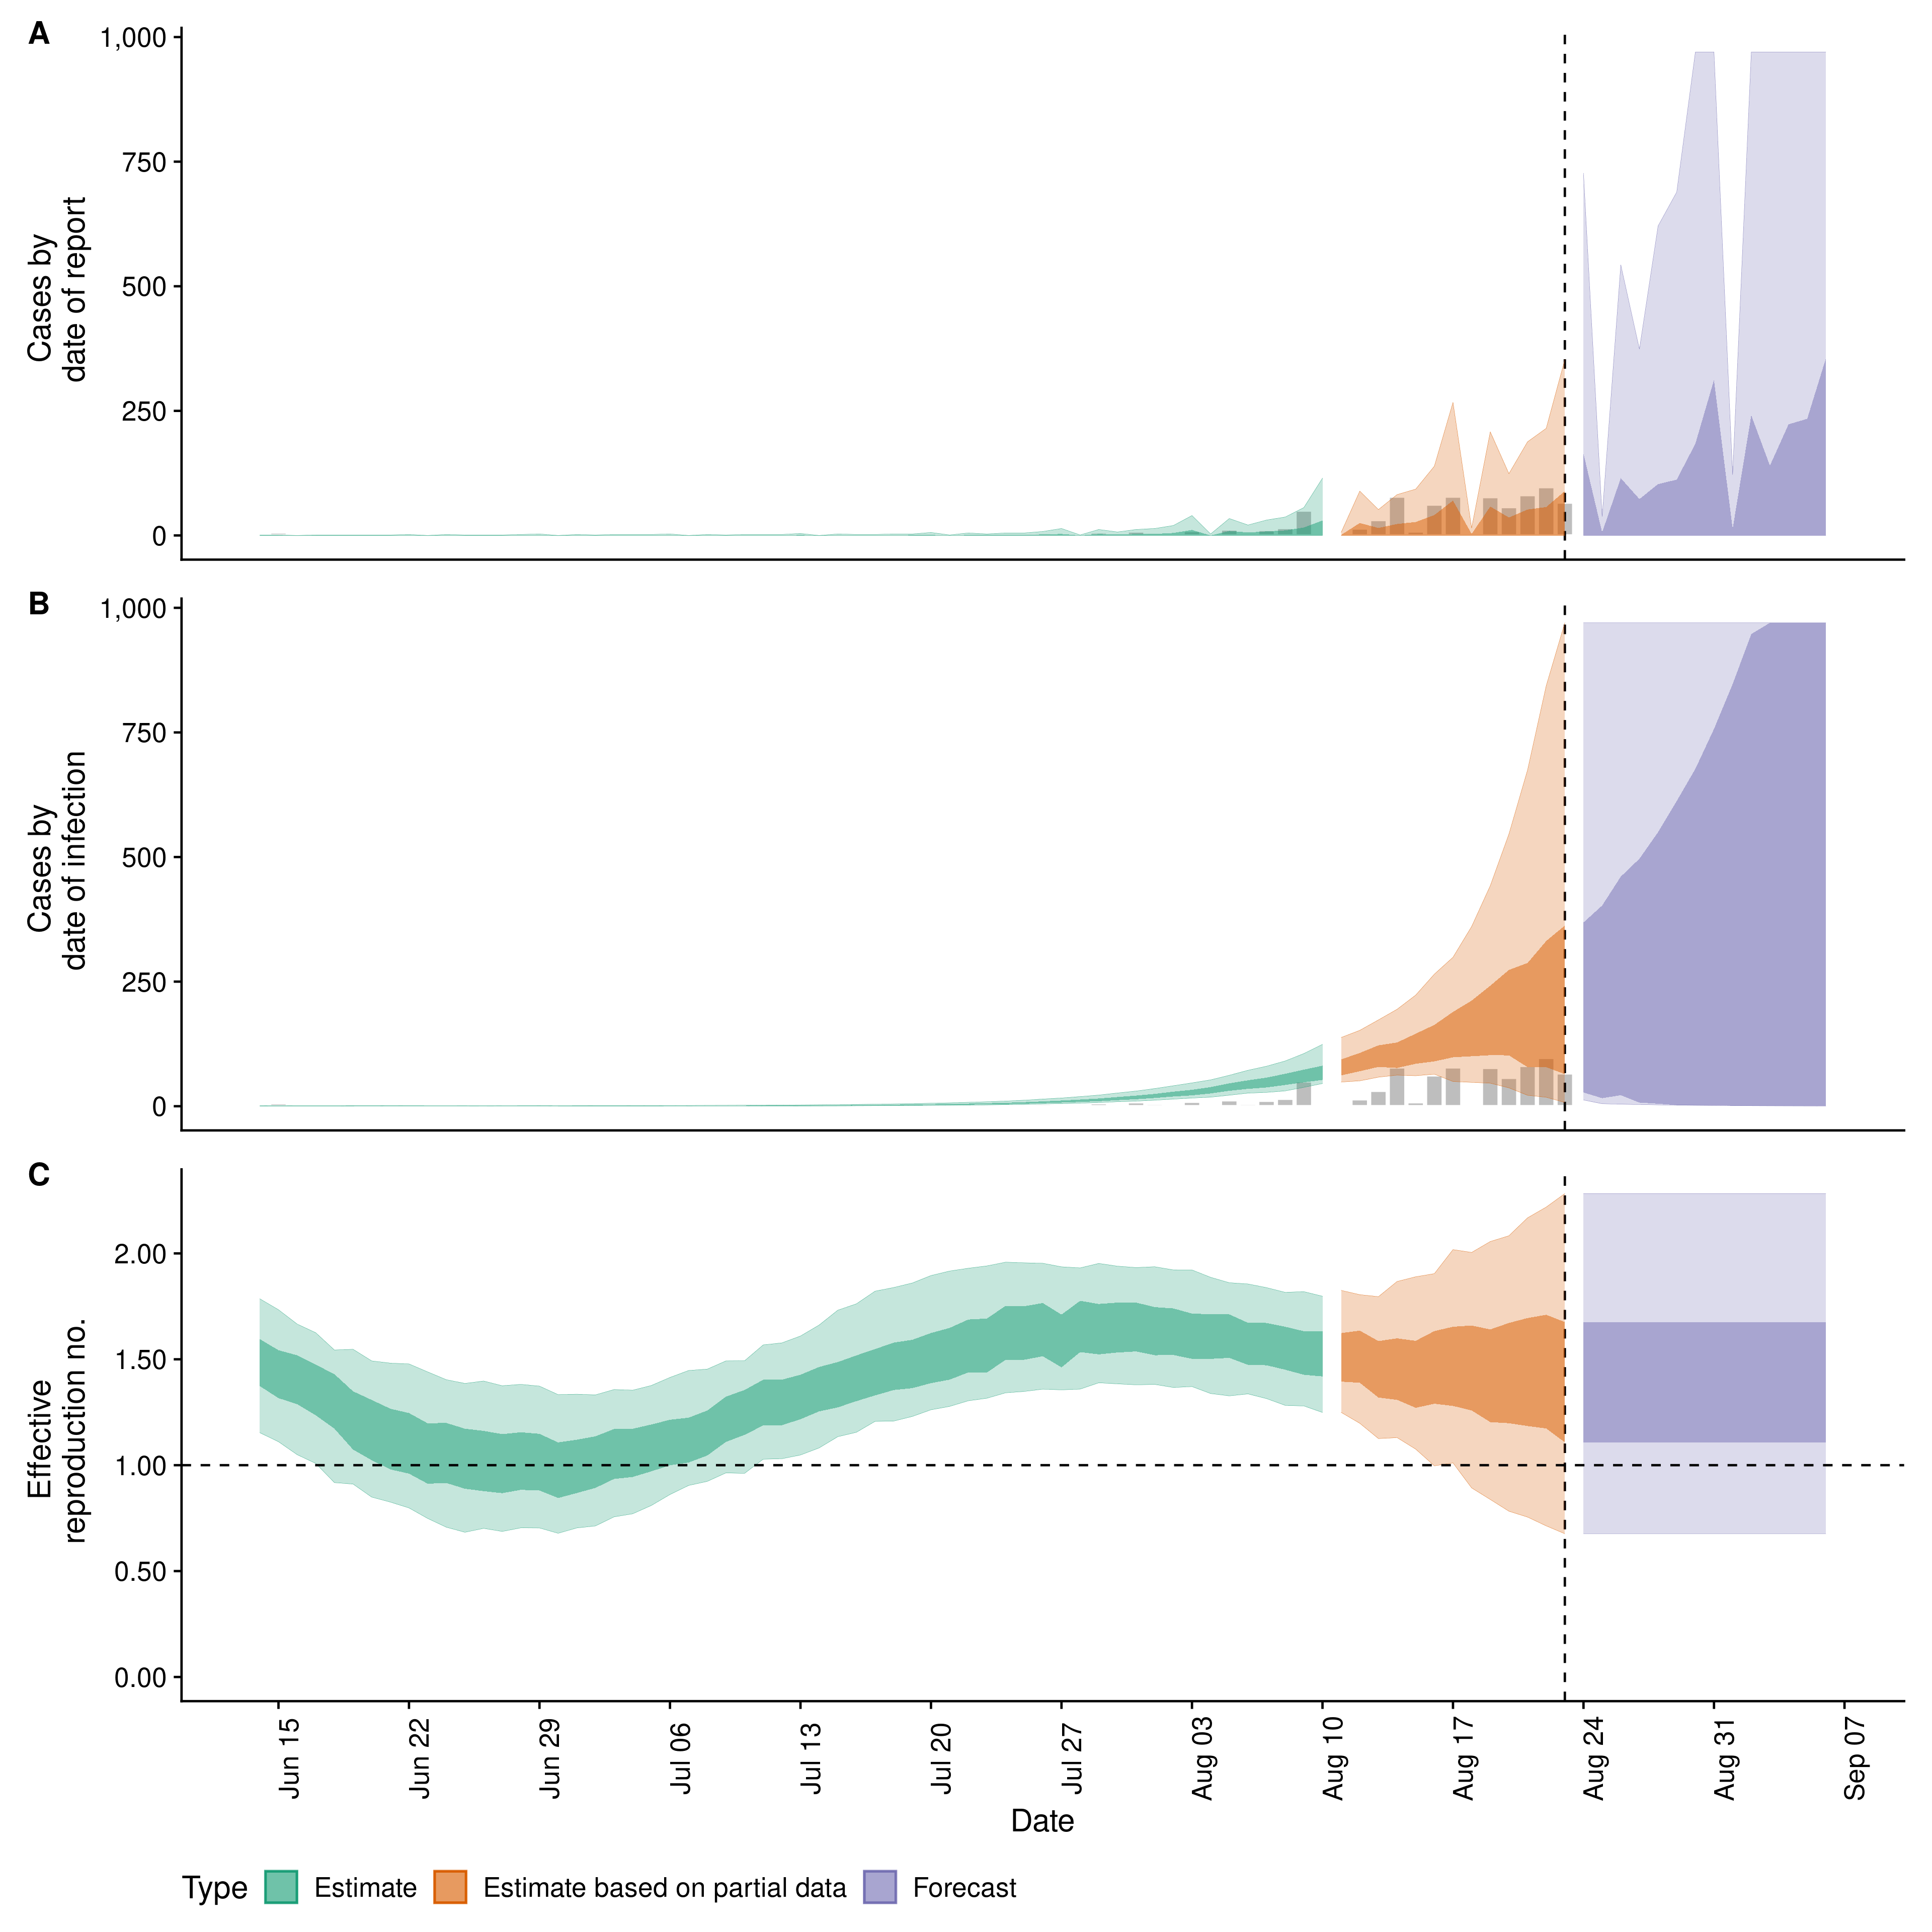 A
1,000
750
500
250
0
Cases by
date of report
B
1,000
750
500
250
0
Cases by
date of infection
C
2.00
1.50
1.00
0.50
0.00
Effective
reproduction no.
Jun 15
Jun 22
Jun 29
Jul 06
Jul 13
Jul 20
Jul 27
Aug 03
Aug 10
Aug 17
Aug 24
Aug 31
Sep 07
Date
Type Estimate Estimate based on partial data Forecast